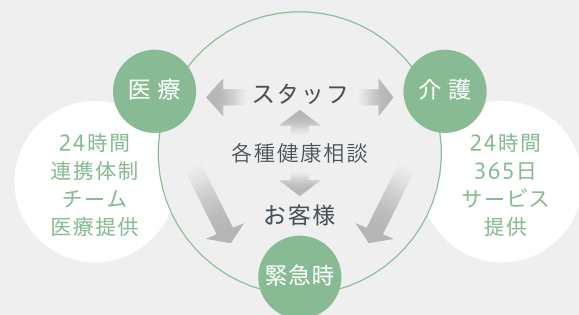 医療
スタッフ
介護
24時間
連携体制
チーム
医療提供
各種健康相談
24時間
365日
サービス
提供
お客様
緊急時